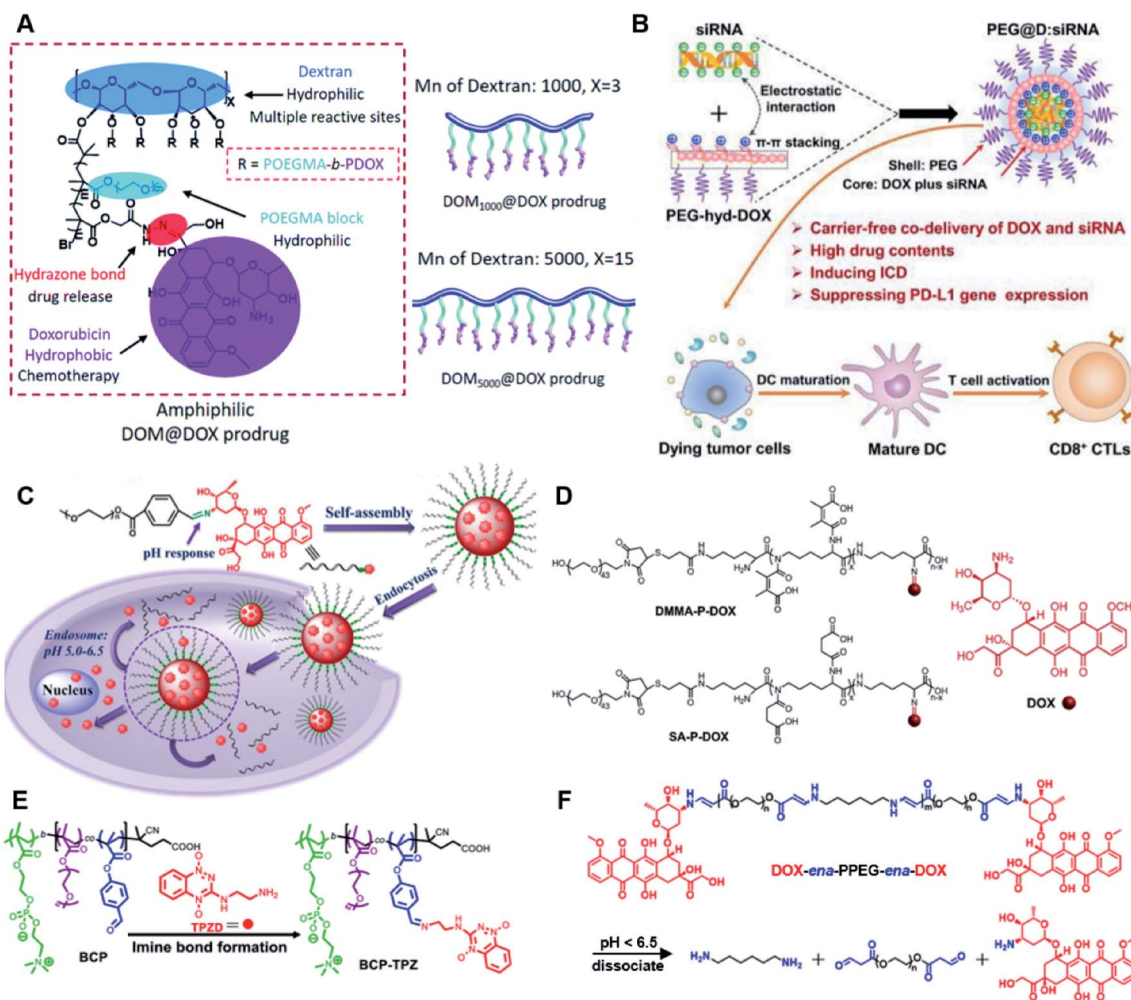 A
Dextran
Hydrophilic
Multiple reactive sites
R = POEGMA-b-PDOX
POEGMA block
Hydrophilic
Hydrazone bond
drug release
Doxorubicin
Hydrophobic
Chemotherapy
Amphiphilic
DOM@DOX prodrug
Mn of Dextran: 1000, X=3
DOM1000@DOX prodrug
Mn of Dextran: 5000, X=15
DOM5000@DOX prodrug
B
siRNA
PEG@D:siRNA
Electrostatic
interaction
+
π-π stacking
PEG-hyd-DOX
Shell: PEG
Core: DOX plus siRNA
➢ Carrier-free co-delivery of DOX and siRNA
➢ High drug contents
➢ Inducing ICD
➢ Suppressing PD-L1 gene expression
DC maturation
T cell activation
Dying tumor cells
Mature DC
CD8+ CTLs
C
pH response
Self-assembly
Endocytosis
Endosome:
pH 5.0-6.5
Nucleus
D
DMMA-P-DOX
SA-P-DOX
DOX
E
BCP
TPZD =
Imine bond formation
BCP-TPZ
F
DOX-ena-PPEG-ena-DOX
pH < 6.5
dissociate
+
+